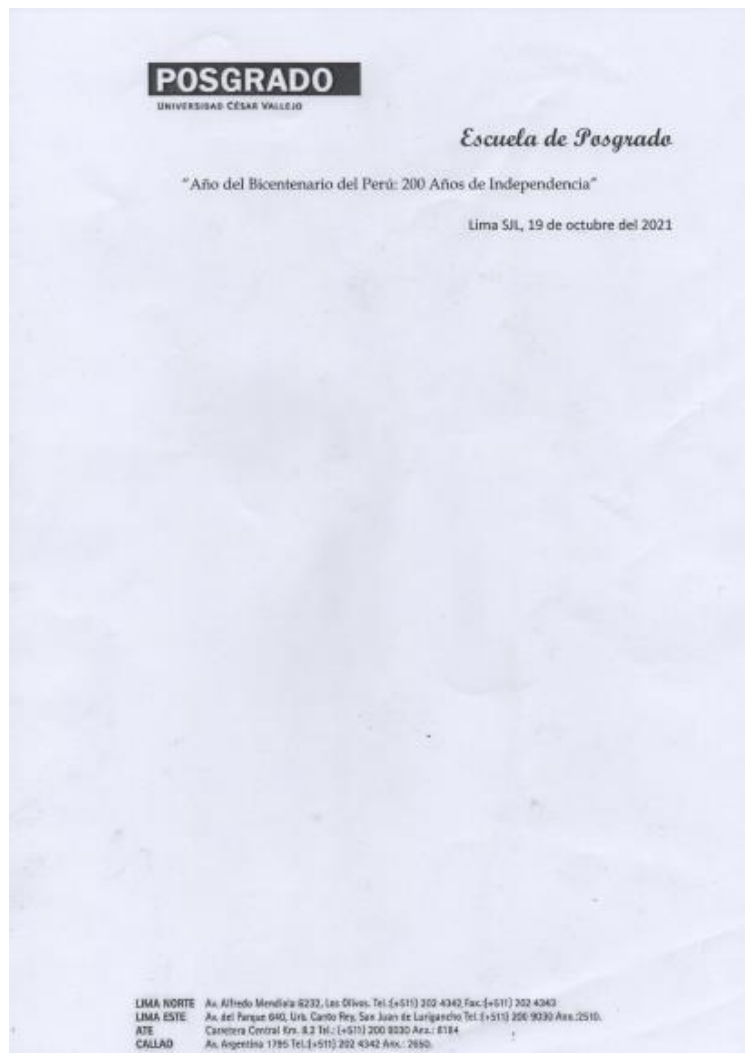 POSGRADO
UNIVERSIDAD CÉSAR VALLEJO
Escuela de Posgrado
"Año del Bicentenario del Perú: 200 Años de Independencia"
Lima SJL, 19 de octubre del 2021
LIMA NORTE Av. Alfredo Mendiola 6232, Los Olivos. Tel.:(+511) 202 4342 Fax.:(+511) 202 4343
LIMA ESTE Av. del Parque 640, Urb. Canto Rey, San Juan de Lurigancho Tel.:(+511) 200 9030 Anx.:2510.
ATE Carretera Central Km. 8.2 Tel.: (+511) 200 9030 Anx.: 8184
CALLAO Av. Argentina 1795 Tel.:(+511) 202 4342 Anx.: 2650.